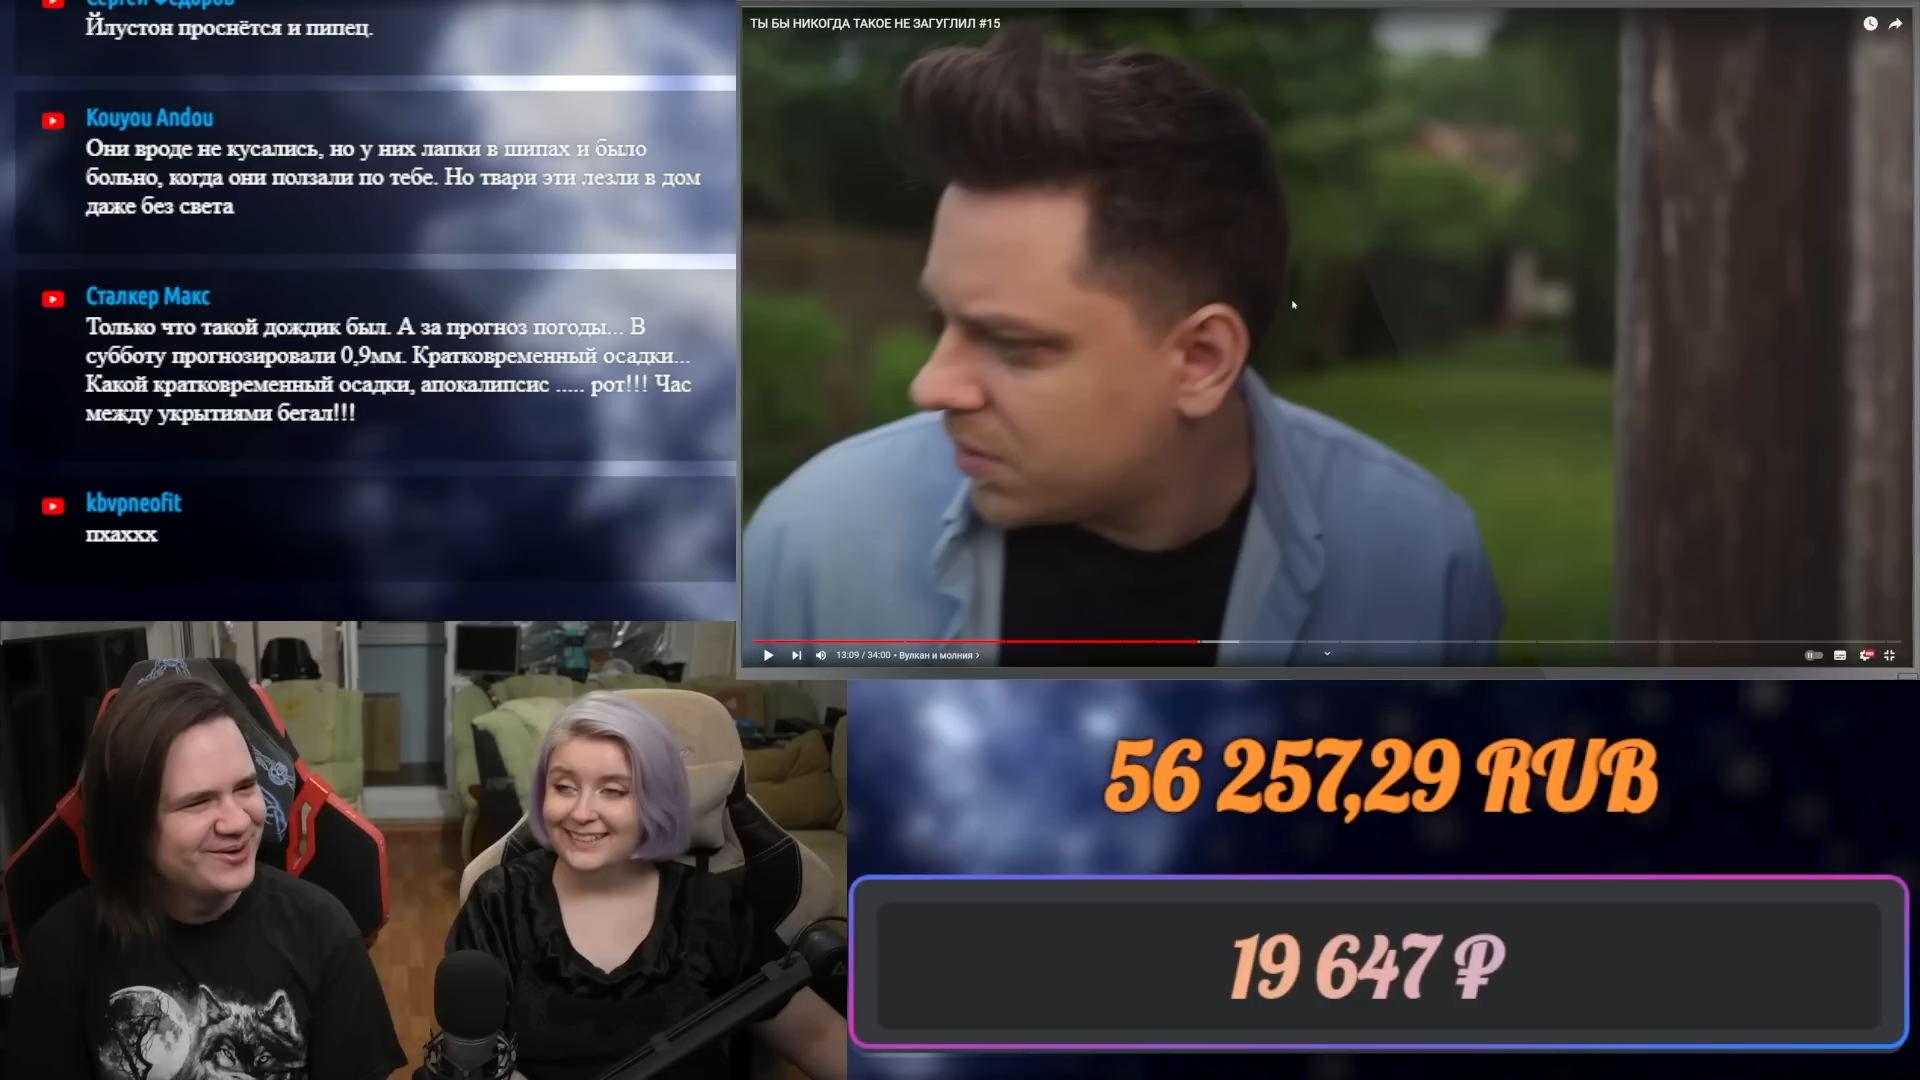 Сергей Фёдоров
Йлустон проснётся и пипец.
Kouyou Andou
Они вроде не кусались, но у них лапки в шипах и было
больно, когда они ползали по тебе. Но твари эти лезли в дом
даже без света
Сталкер Макс
Только что такой дождик был. А за прогноз погоды... В
субботу прогнозировали 0,9мм. Кратковременный осадки...
Какой кратковременный осадки, апокалипсис ..... рот!!! Час
между укрытиями бегал!!!
kbvpneofit
пхаххх
ТЫ БЫ НИКОГДА ТАКОЕ НЕ ЗАГУГЛИЛ #15
13:09 / 34:00 • Вулкан и молния ›
56 257,29 RUB
19 647 ₽